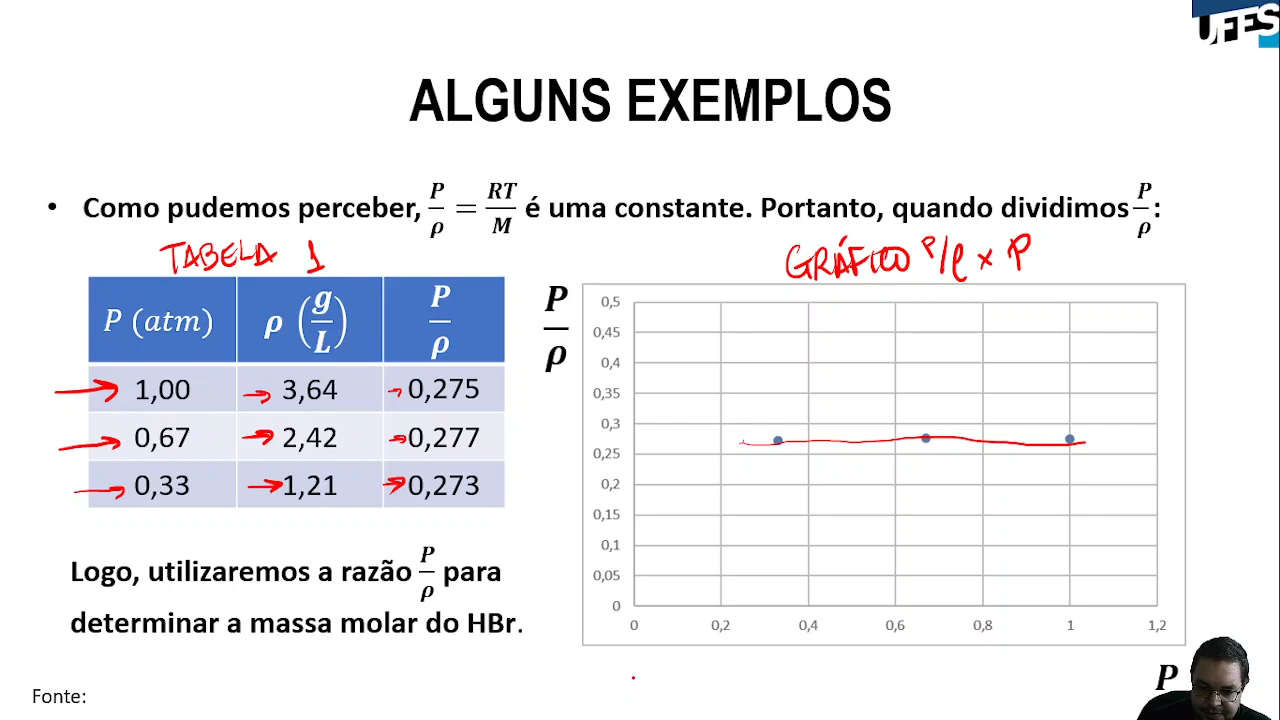 UFES
ALGUNS EXEMPLOS
• Como pudemos perceber, P/ρ = RT/M é uma constante. Portanto, quando dividimos P/ρ:
TABELA 1
P (atm) ρ (g/L) P/ρ
1,00 3,64 0,275
0,67 2,42 0,277
0,33 1,21 0,273
Logo, utilizaremos a razão P/ρ para
determinar a massa molar do HBr.
GRÁFICO P/ρ x P
P/ρ
0,5
0,45
0,4
0,35
0,3
0,25
0,2
0,15
0,1
0,05
0
0 0,2 0,4 0,6 0,8 1 1,2
P
Fonte: